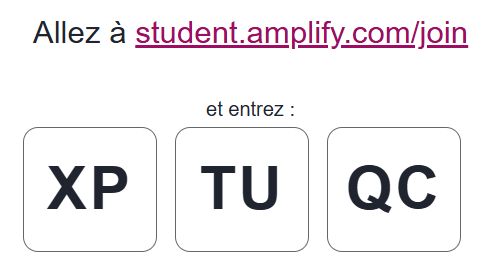 Allez à student.amplify.com/join
et entrez :
XP TU QC